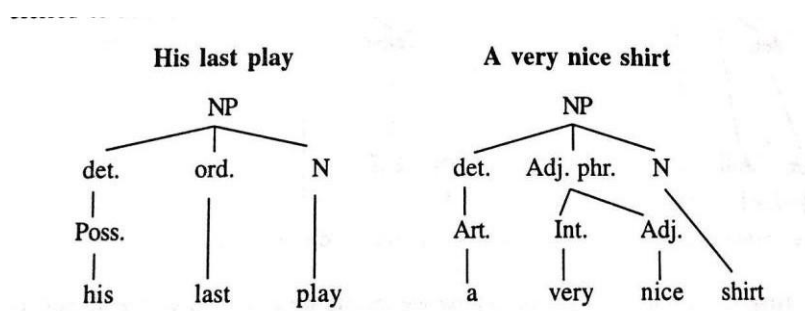 His last play A very nice shirt
NP NP
det. ord. N det. Adj. phr. N
Poss. Art. Int. Adj.
his last play a very nice shirt